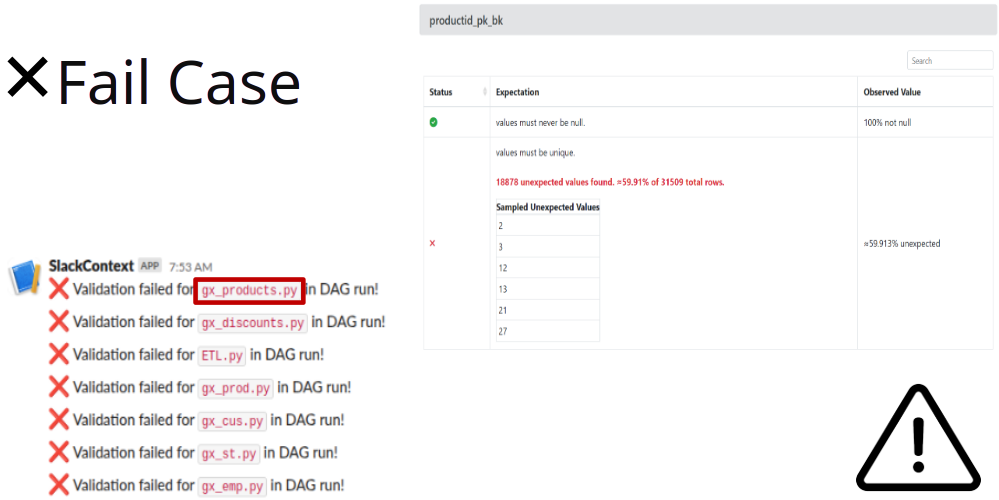 Fail Case
productid_pk_bk
Search
Status Expectation Observed Value
values must never be null. 100% not null
values must be unique.
18878 unexpected values found. ≈59.91% of 31509 total rows.
Sampled Unexpected Values
2
3
12
13
21
27
≈59.913% unexpected
SlackContext APP 7:53 AM
Validation failed for gx_products.py in DAG run!
Validation failed for gx_discounts.py in DAG run!
Validation failed for ETL.py in DAG run!
Validation failed for gx_prod.py in DAG run!
Validation failed for gx_cus.py in DAG run!
Validation failed for gx_st.py in DAG run!
Validation failed for gx_emp.py in DAG run!